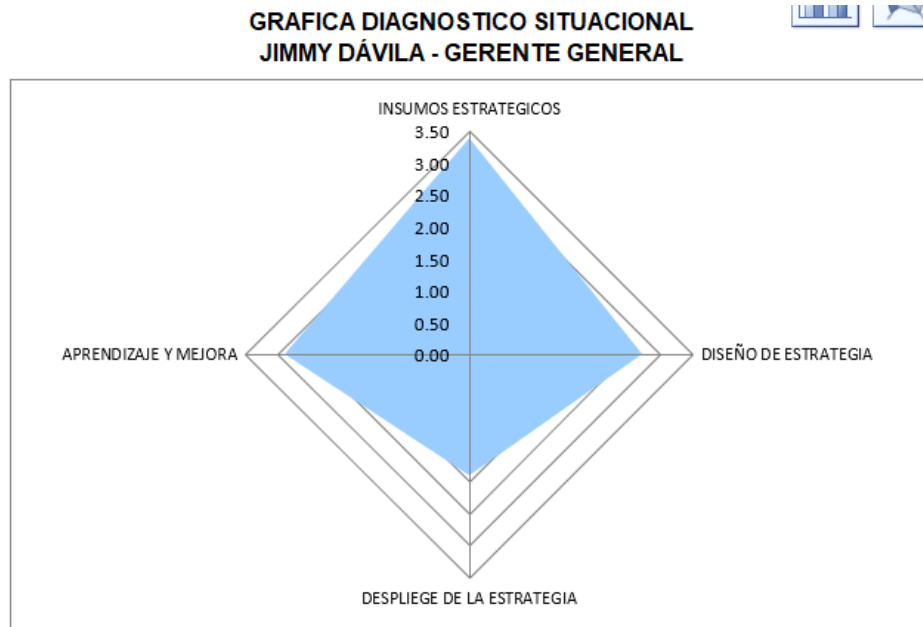 GRAFICA DIAGNOSTICO SITUACIONAL
JIMMY DÁVILA - GERENTE GENERAL
INSUMOS ESTRATEGICOS
3.50
3.00
2.50
2.00
1.50
1.00
0.50
0.00
APRENDIZAJE Y MEJORA
DISEÑO DE ESTRATEGIA
DESPLIEGE DE LA ESTRATEGIA